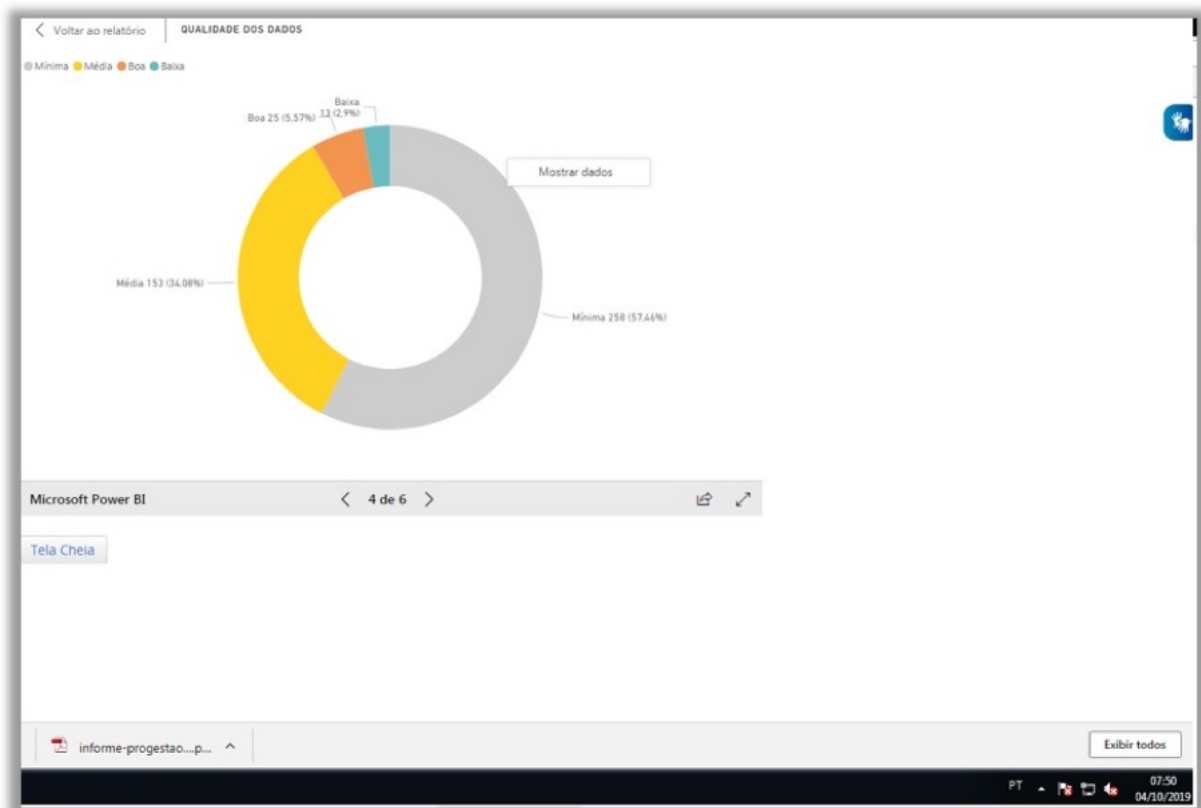 Voltar ao relatório
QUALIDADE DOS DADOS
Mínima Média Boa Baixa
Baixa
13 (2,9%)
Boa 25 (5,57%)
Mostrar dados
Média 153 (34,08%)
Mínima 258 (57,46%)
Microsoft Power BI
4 de 6
Tela Cheia
informe-progestao....p...
Exibir todos
PT
07:50
04/10/2019